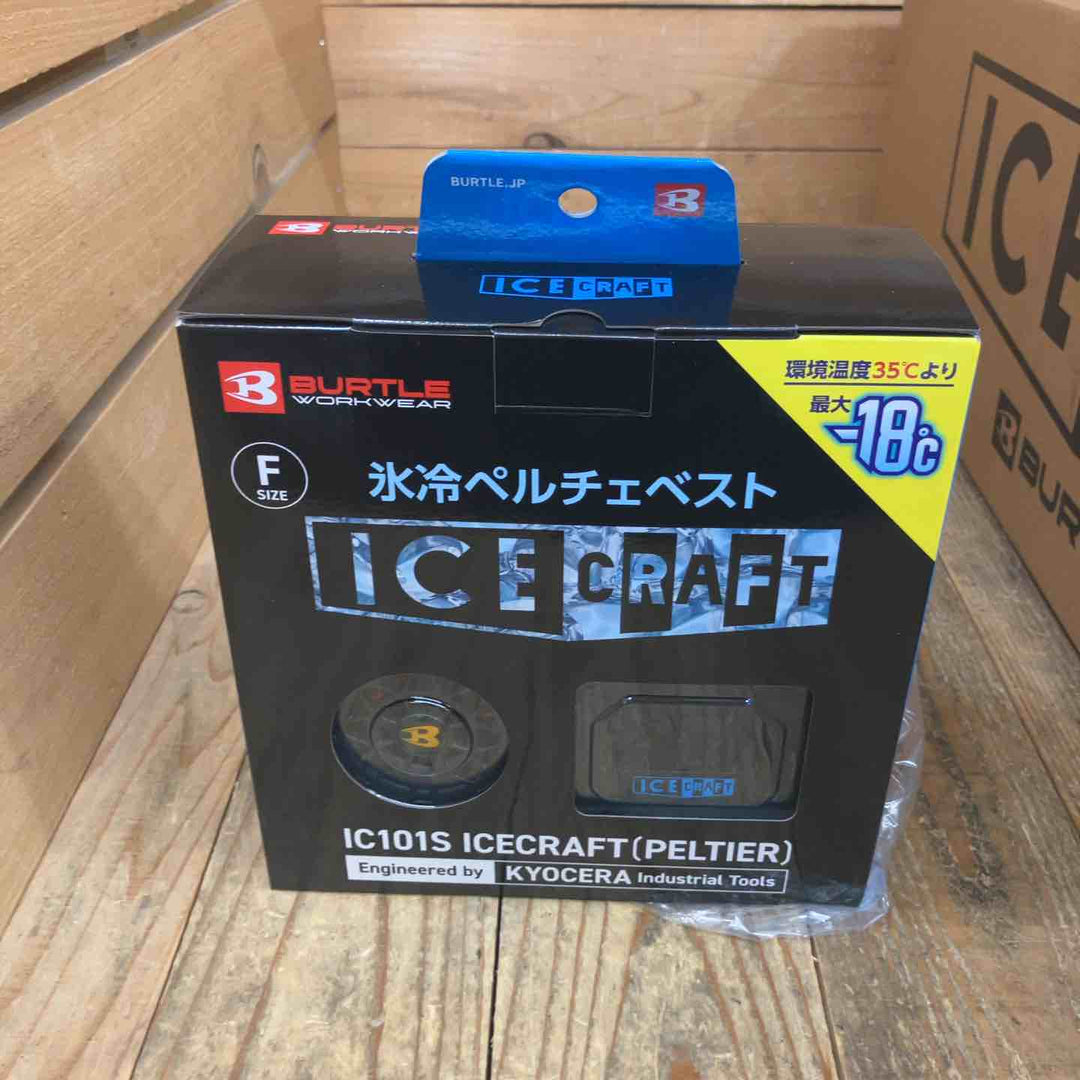 BURTLE.JP
B
BURTLE
WORKWEAR
ICE CRAFT
B BURTLE
WORKWEAR
環境温度35℃より
最大
-18℃
F
SIZE
氷冷ペルチェベスト
ICE CRAFT
B
ICE CRAFT
IC101S ICECRAFT(PELTIER)
Engineered by KYOCERA Industrial Tools
ICE
BUR